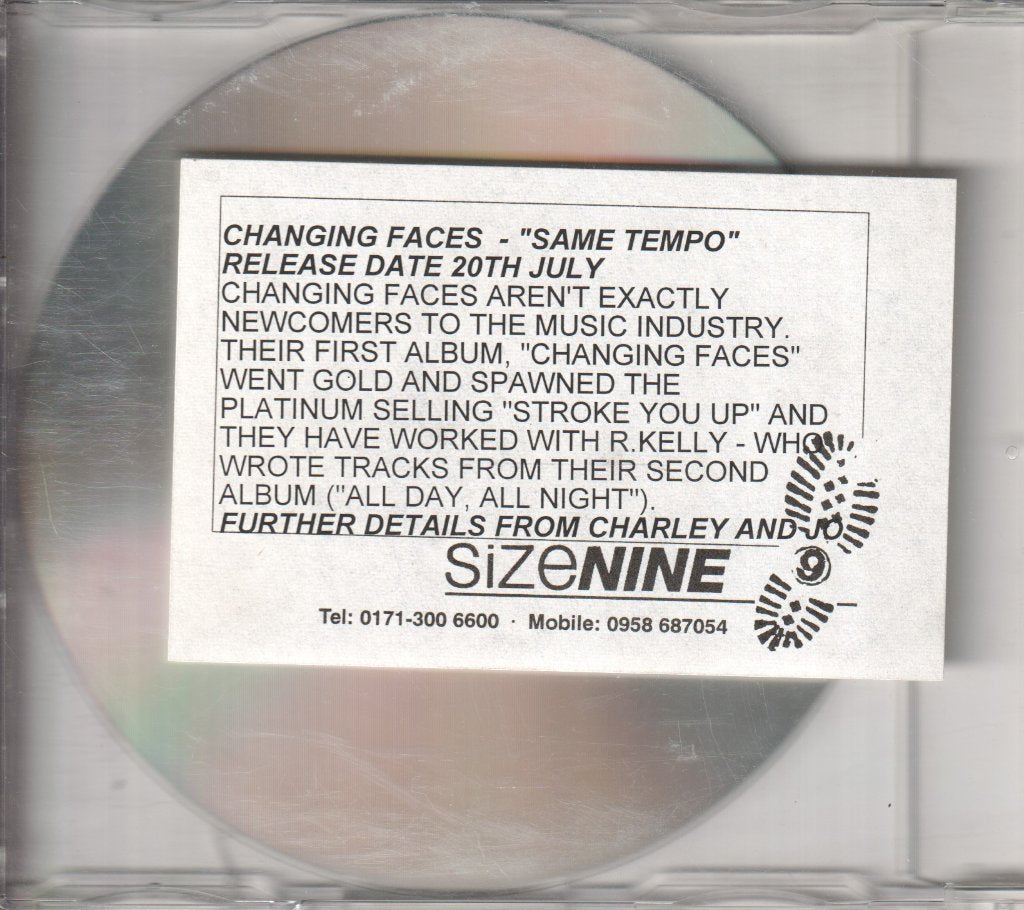 CHANGING FACES - "SAME TEMPO"
RELEASE DATE 20TH JULY
CHANGING FACES AREN'T EXACTLY
NEWCOMERS TO THE MUSIC INDUSTRY.
THEIR FIRST ALBUM, "CHANGING FACES"
WENT GOLD AND SPAWNED THE
PLATINUM SELLING "STROKE YOU UP" AND
THEY HAVE WORKED WITH R.KELLY - WHO
WROTE TRACKS FROM THEIR SECOND
ALBUM ("ALL DAY, ALL NIGHT").
FURTHER DETAILS FROM CHARLEY AND JO
SiZeNINE 9
Tel: 0171-300 6600 · Mobile: 0958 687054